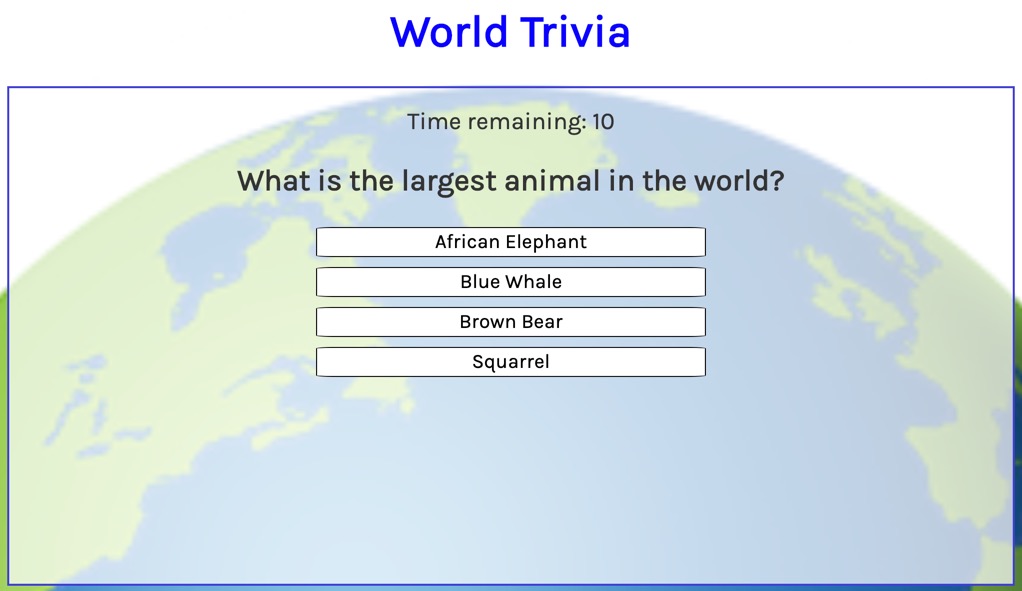 World Trivia
Time remaining: 10
What is the largest animal in the world?
African Elephant
Blue Whale
Brown Bear
Squarrel